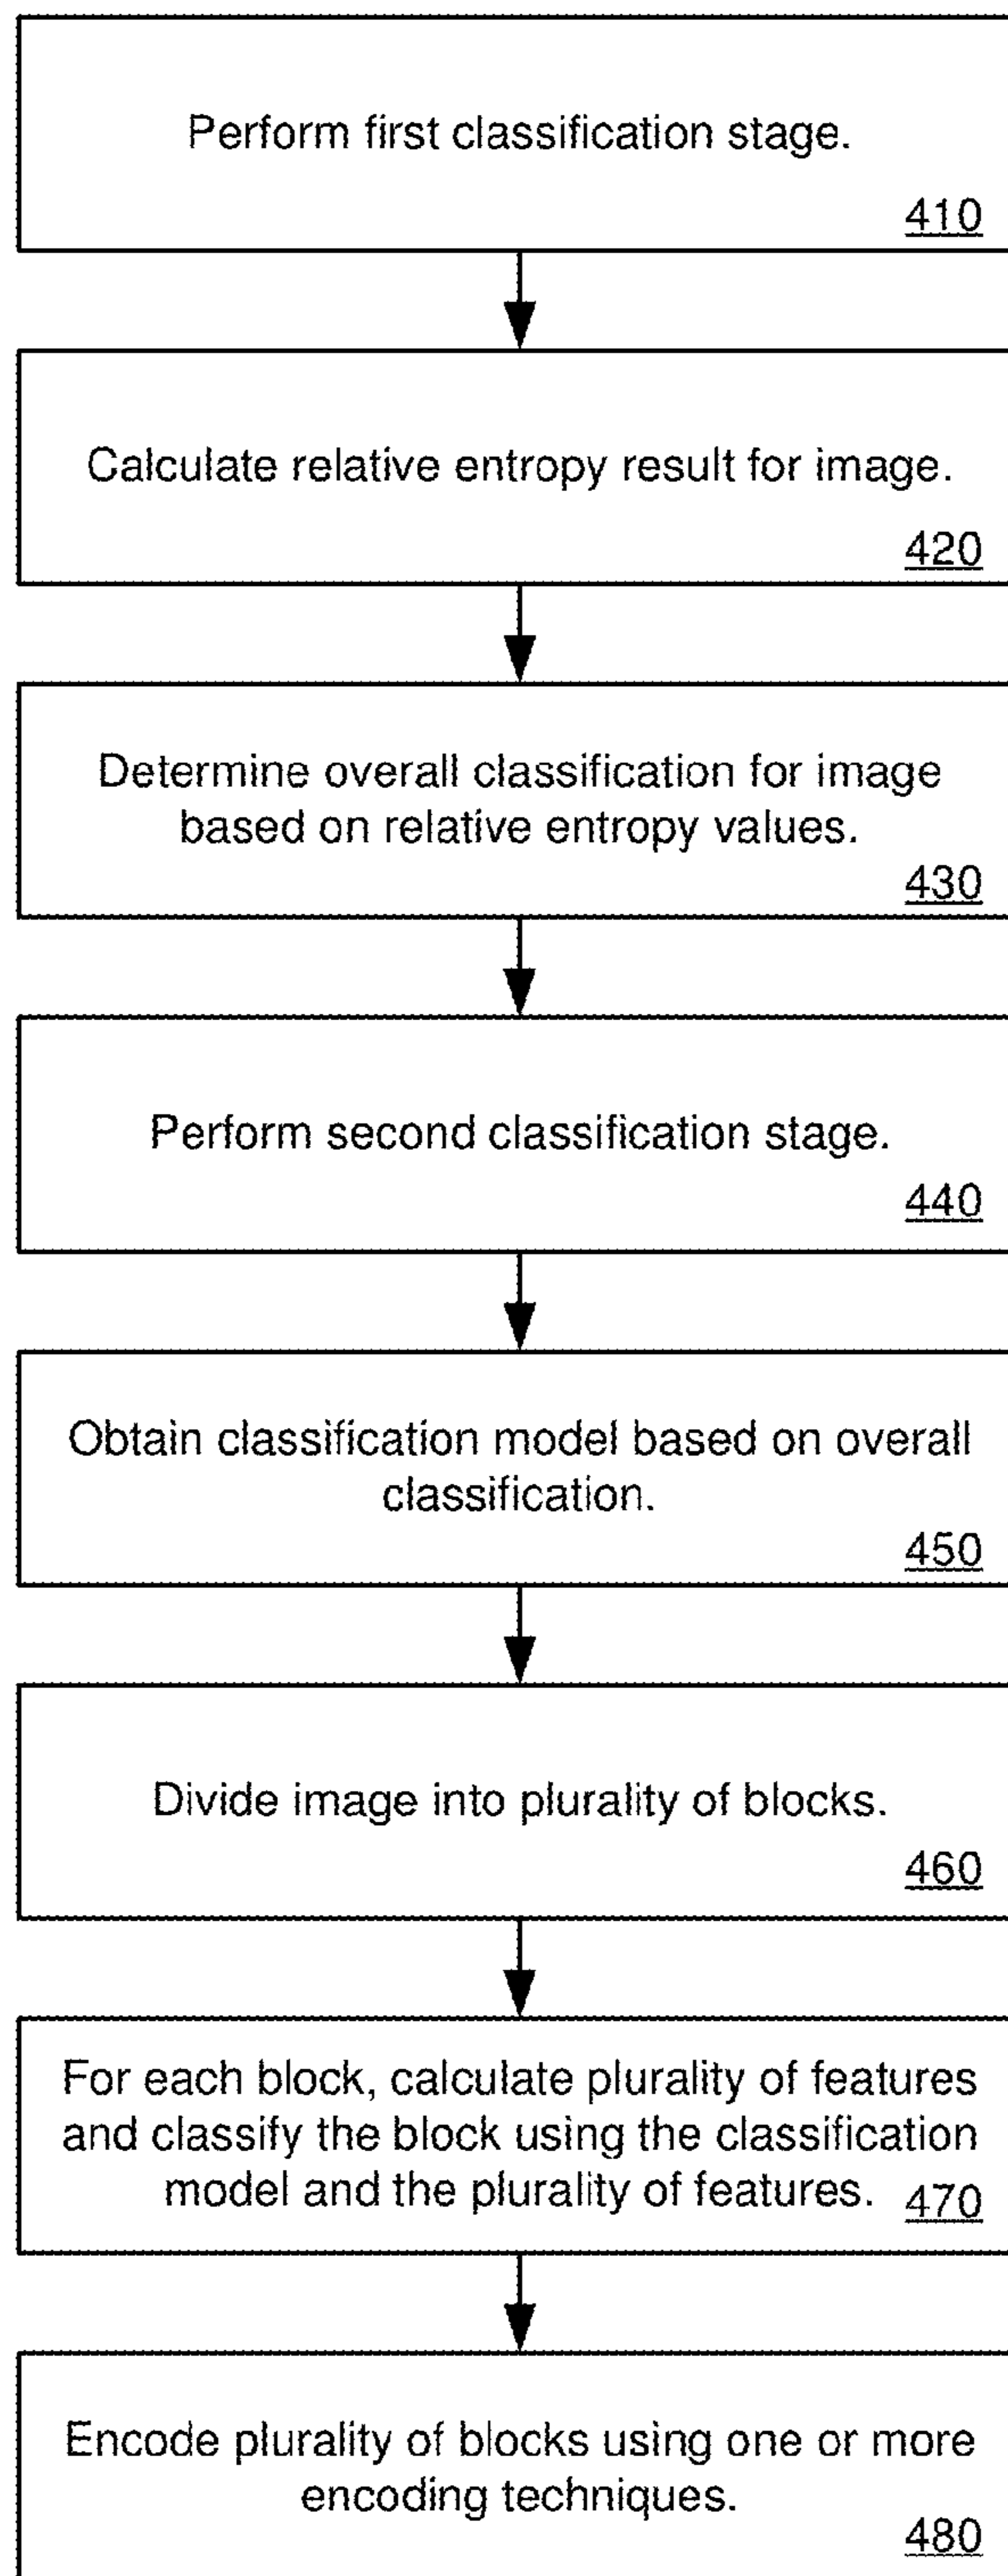 Perform first classification stage.
410
Calculate relative entropy result for image.
420
Determine overall classification for image
based on relative entropy values.
430
Perform second classification stage.
440
Obtain classification model based on overall
classification.
450
Divide image into plurality of blocks.
460
For each block, calculate plurality of features
and classify the block using the classification
model and the plurality of features. 470
Encode plurality of blocks using one or more
encoding techniques.
480